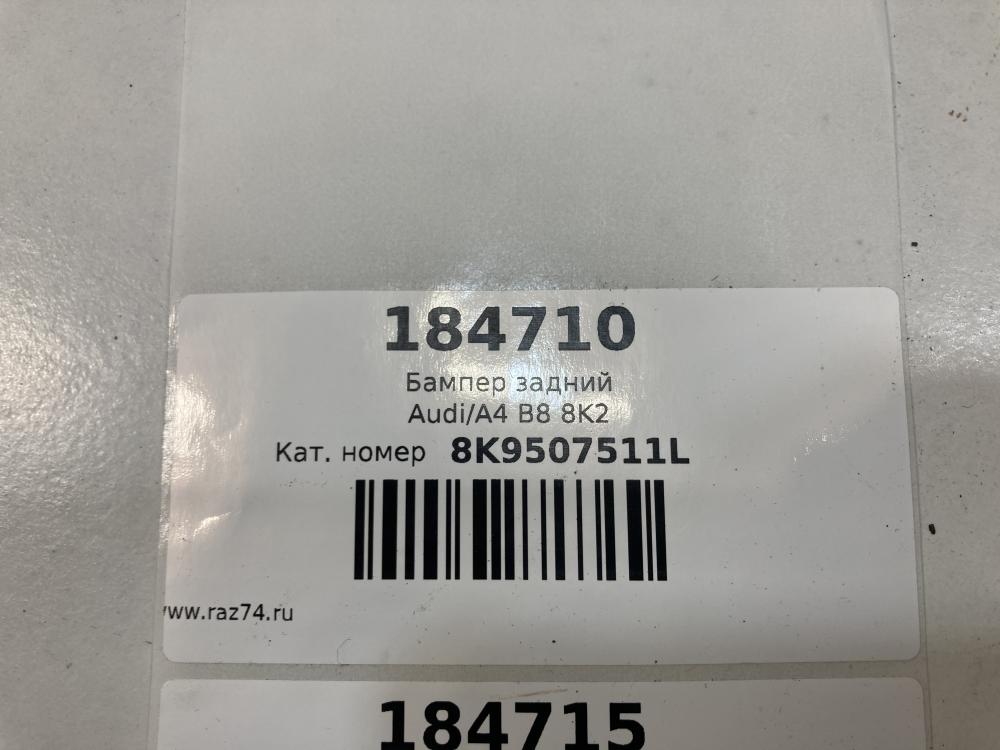 184710
Бампер задний
Audi/A4 B8 8K2
Кат. номер 8K9507511L
www.raz74.ru
184715